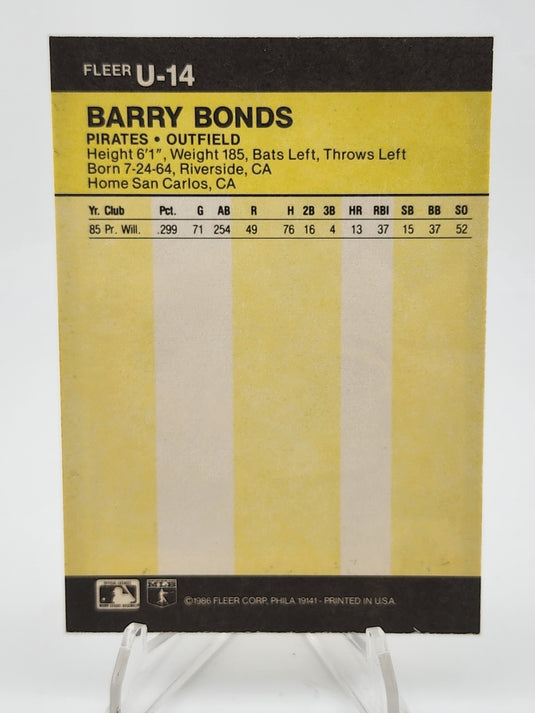 FLEER U-14
BARRY BONDS
PIRATES • OUTFIELD
Height 6'1", Weight 185, Bats Left, Throws Left
Born 7-24-64, Riverside, CA
Home San Carlos, CA
Yr. Club Pct. G AB R H 2B 3B HR RBI SB BB SO
85 Pr. Will. .299 71 254 49 76 16 4 13 37 15 37 52
©1986 FLEER CORP, PHILA 19141 - PRINTED IN U.S.A.